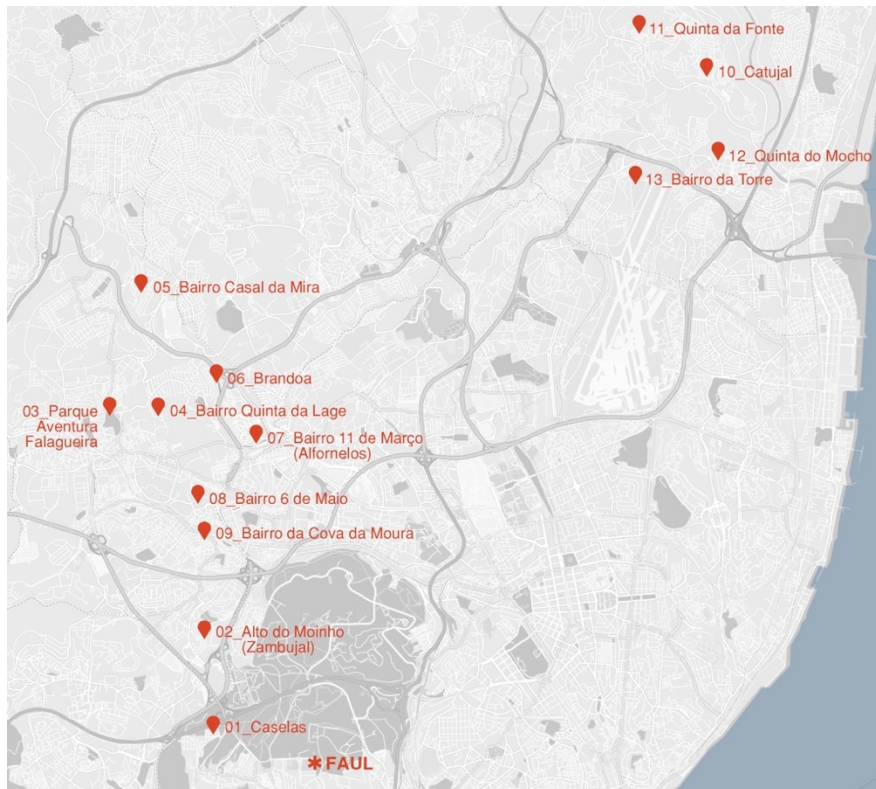 11_Quinta da Fonte
10_Catujal
12_Quinta do Mocho
13_Bairro da Torre
05_Bairro Casal da Mira
06_Brandoa
03_Parque
Aventura
Falagueira
04_Bairro Quinta da Lage
07_Bairro 11 de Março
(Alfornelos)
08_Bairro 6 de Maio
09_Bairro da Cova da Moura
02_Alto do Moinho
(Zambujal)
01_Caselas
*FAUL